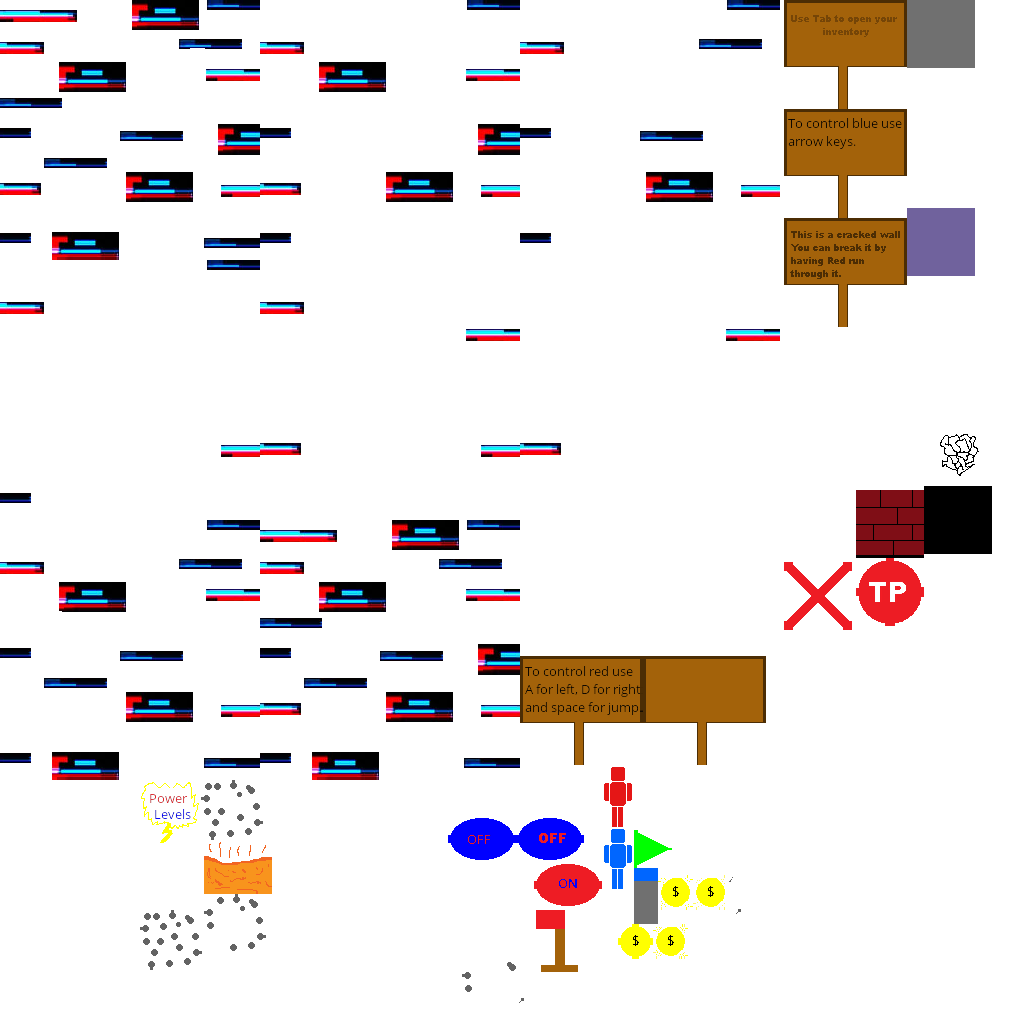 Use Tab to open your
inventory
To control blue use
arrow keys.
This is a cracked wall
You can break it by
having Red run
through it.
TP
To control red use
A for left, D for right
and space for jump.
Power
Levels
OFF
OFF
ON
$
$
$
$